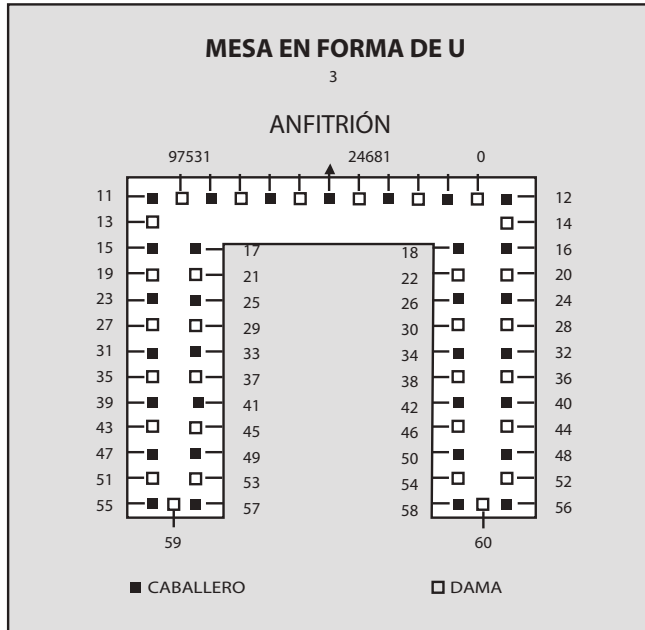 MESA EN FORMA DE U
3
ANFITRIÓN
97531 24681 0
11 12
13 14
15 17 18 16
19 21 22 20
23 25 26 24
27 29 30 28
31 33 34 32
35 37 38 36
39 41 42 40
43 45 46 44
47 49 50 48
51 53 54 52
55 57 58 56
59 60
CABALLERO DAMA